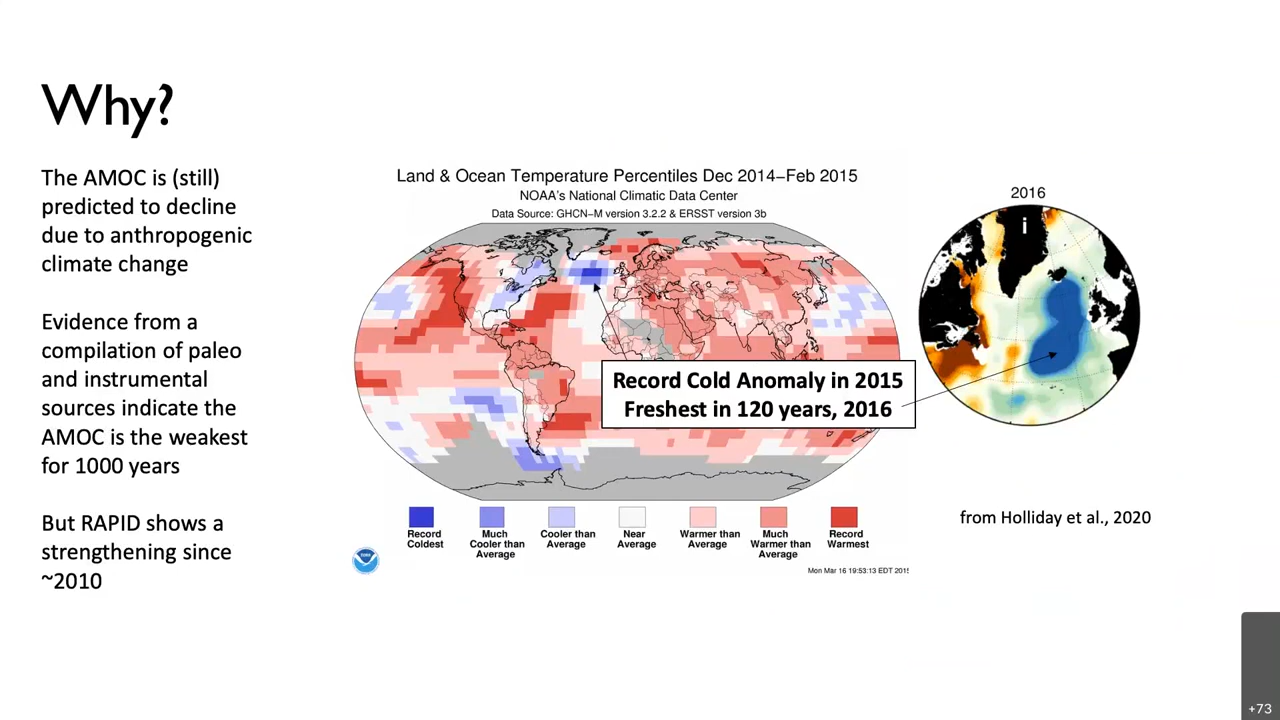 Why?
The AMOC is (still)
predicted to decline
due to anthropogenic
climate change
Evidence from a
compilation of paleo
and instrumental
sources indicate the
AMOC is the weakest
for 1000 years
But RAPID shows a
strengthening since
~2010
Land & Ocean Temperature Percentiles Dec 2014–Feb 2015
NOAA's National Climatic Data Center
Data Source: GHCN–M version 3.2.2 & ERSST version 3b
Record Cold Anomaly in 2015
Freshest in 120 years, 2016
Record
Coldest
Much
Cooler than
Average
Cooler than
Average
Near
Average
Warmer than
Average
Much
Warmer than
Average
Record
Warmest
NOAA
Mon Mar 16 19:53:13 EDT 2015
2016
i
from Holliday et al., 2020
+73